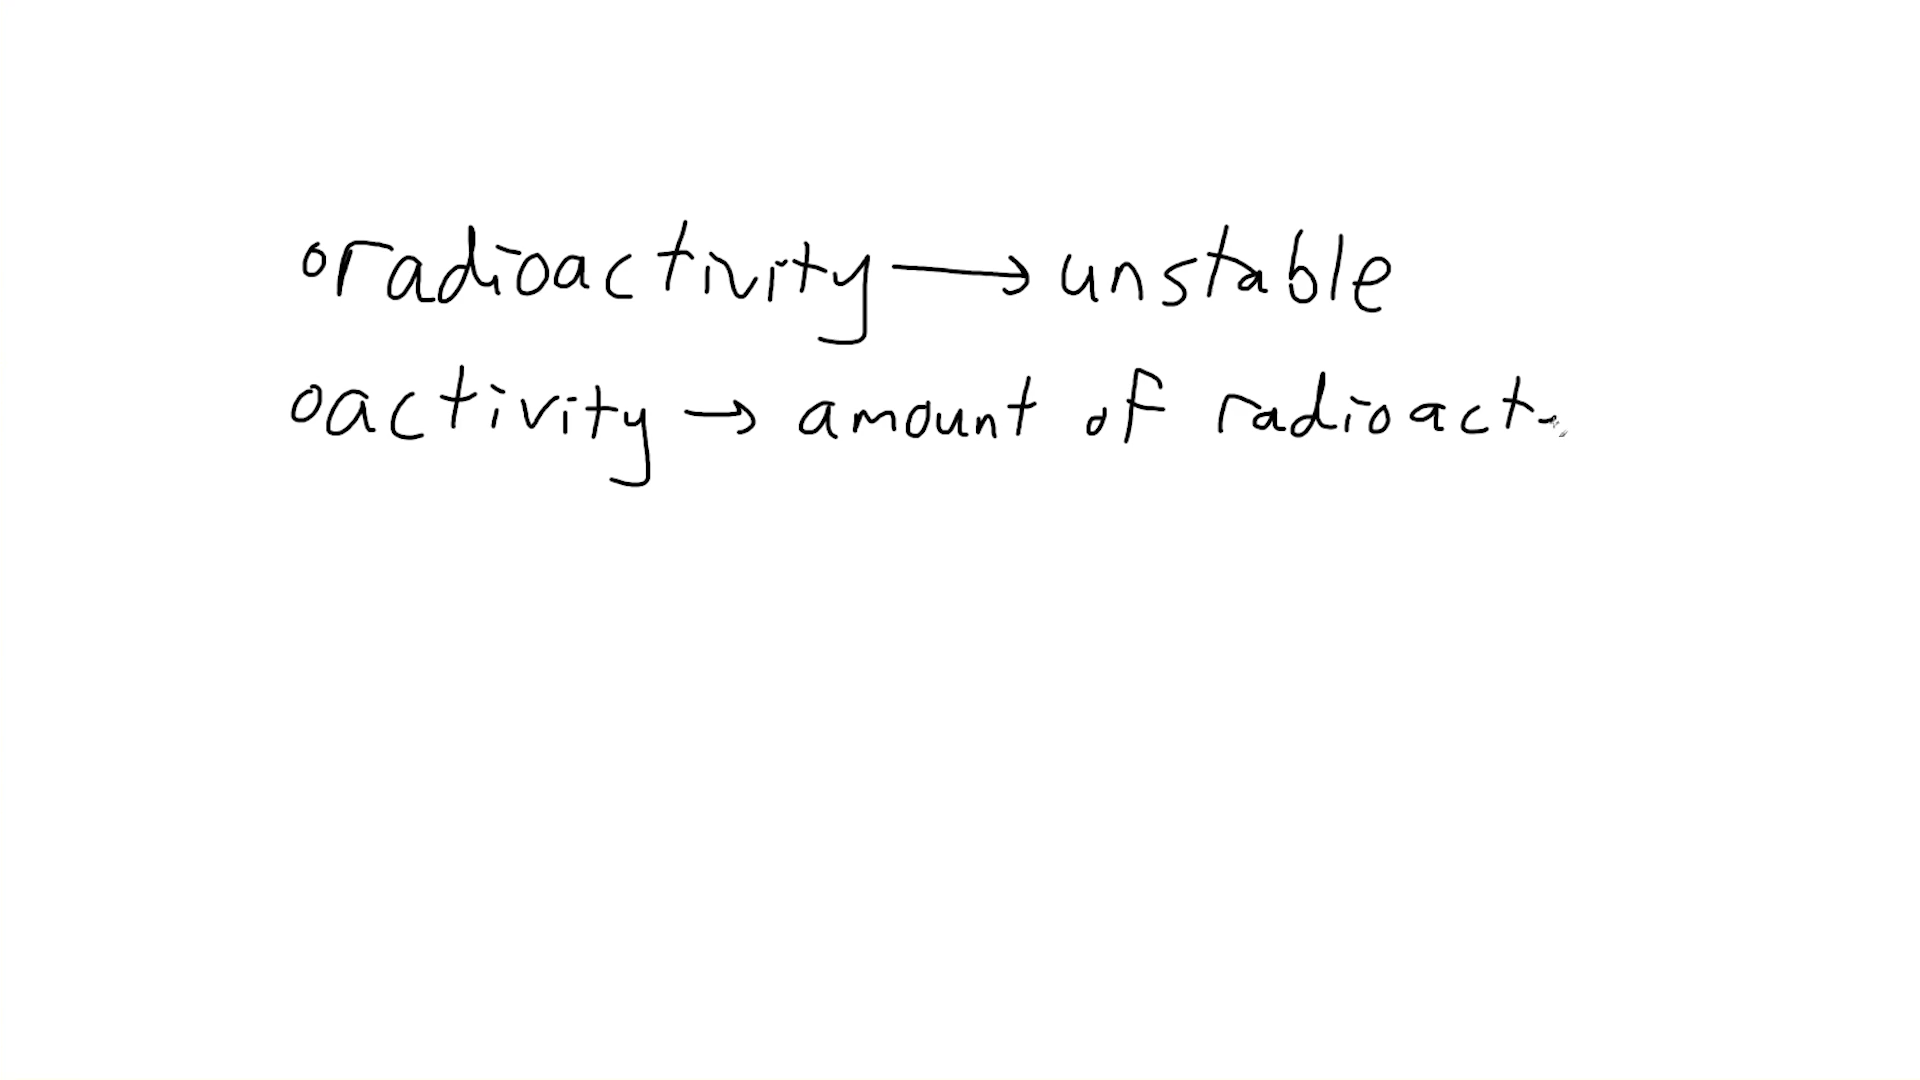 oradioactivity → unstable
oactivity → amount of radioact-